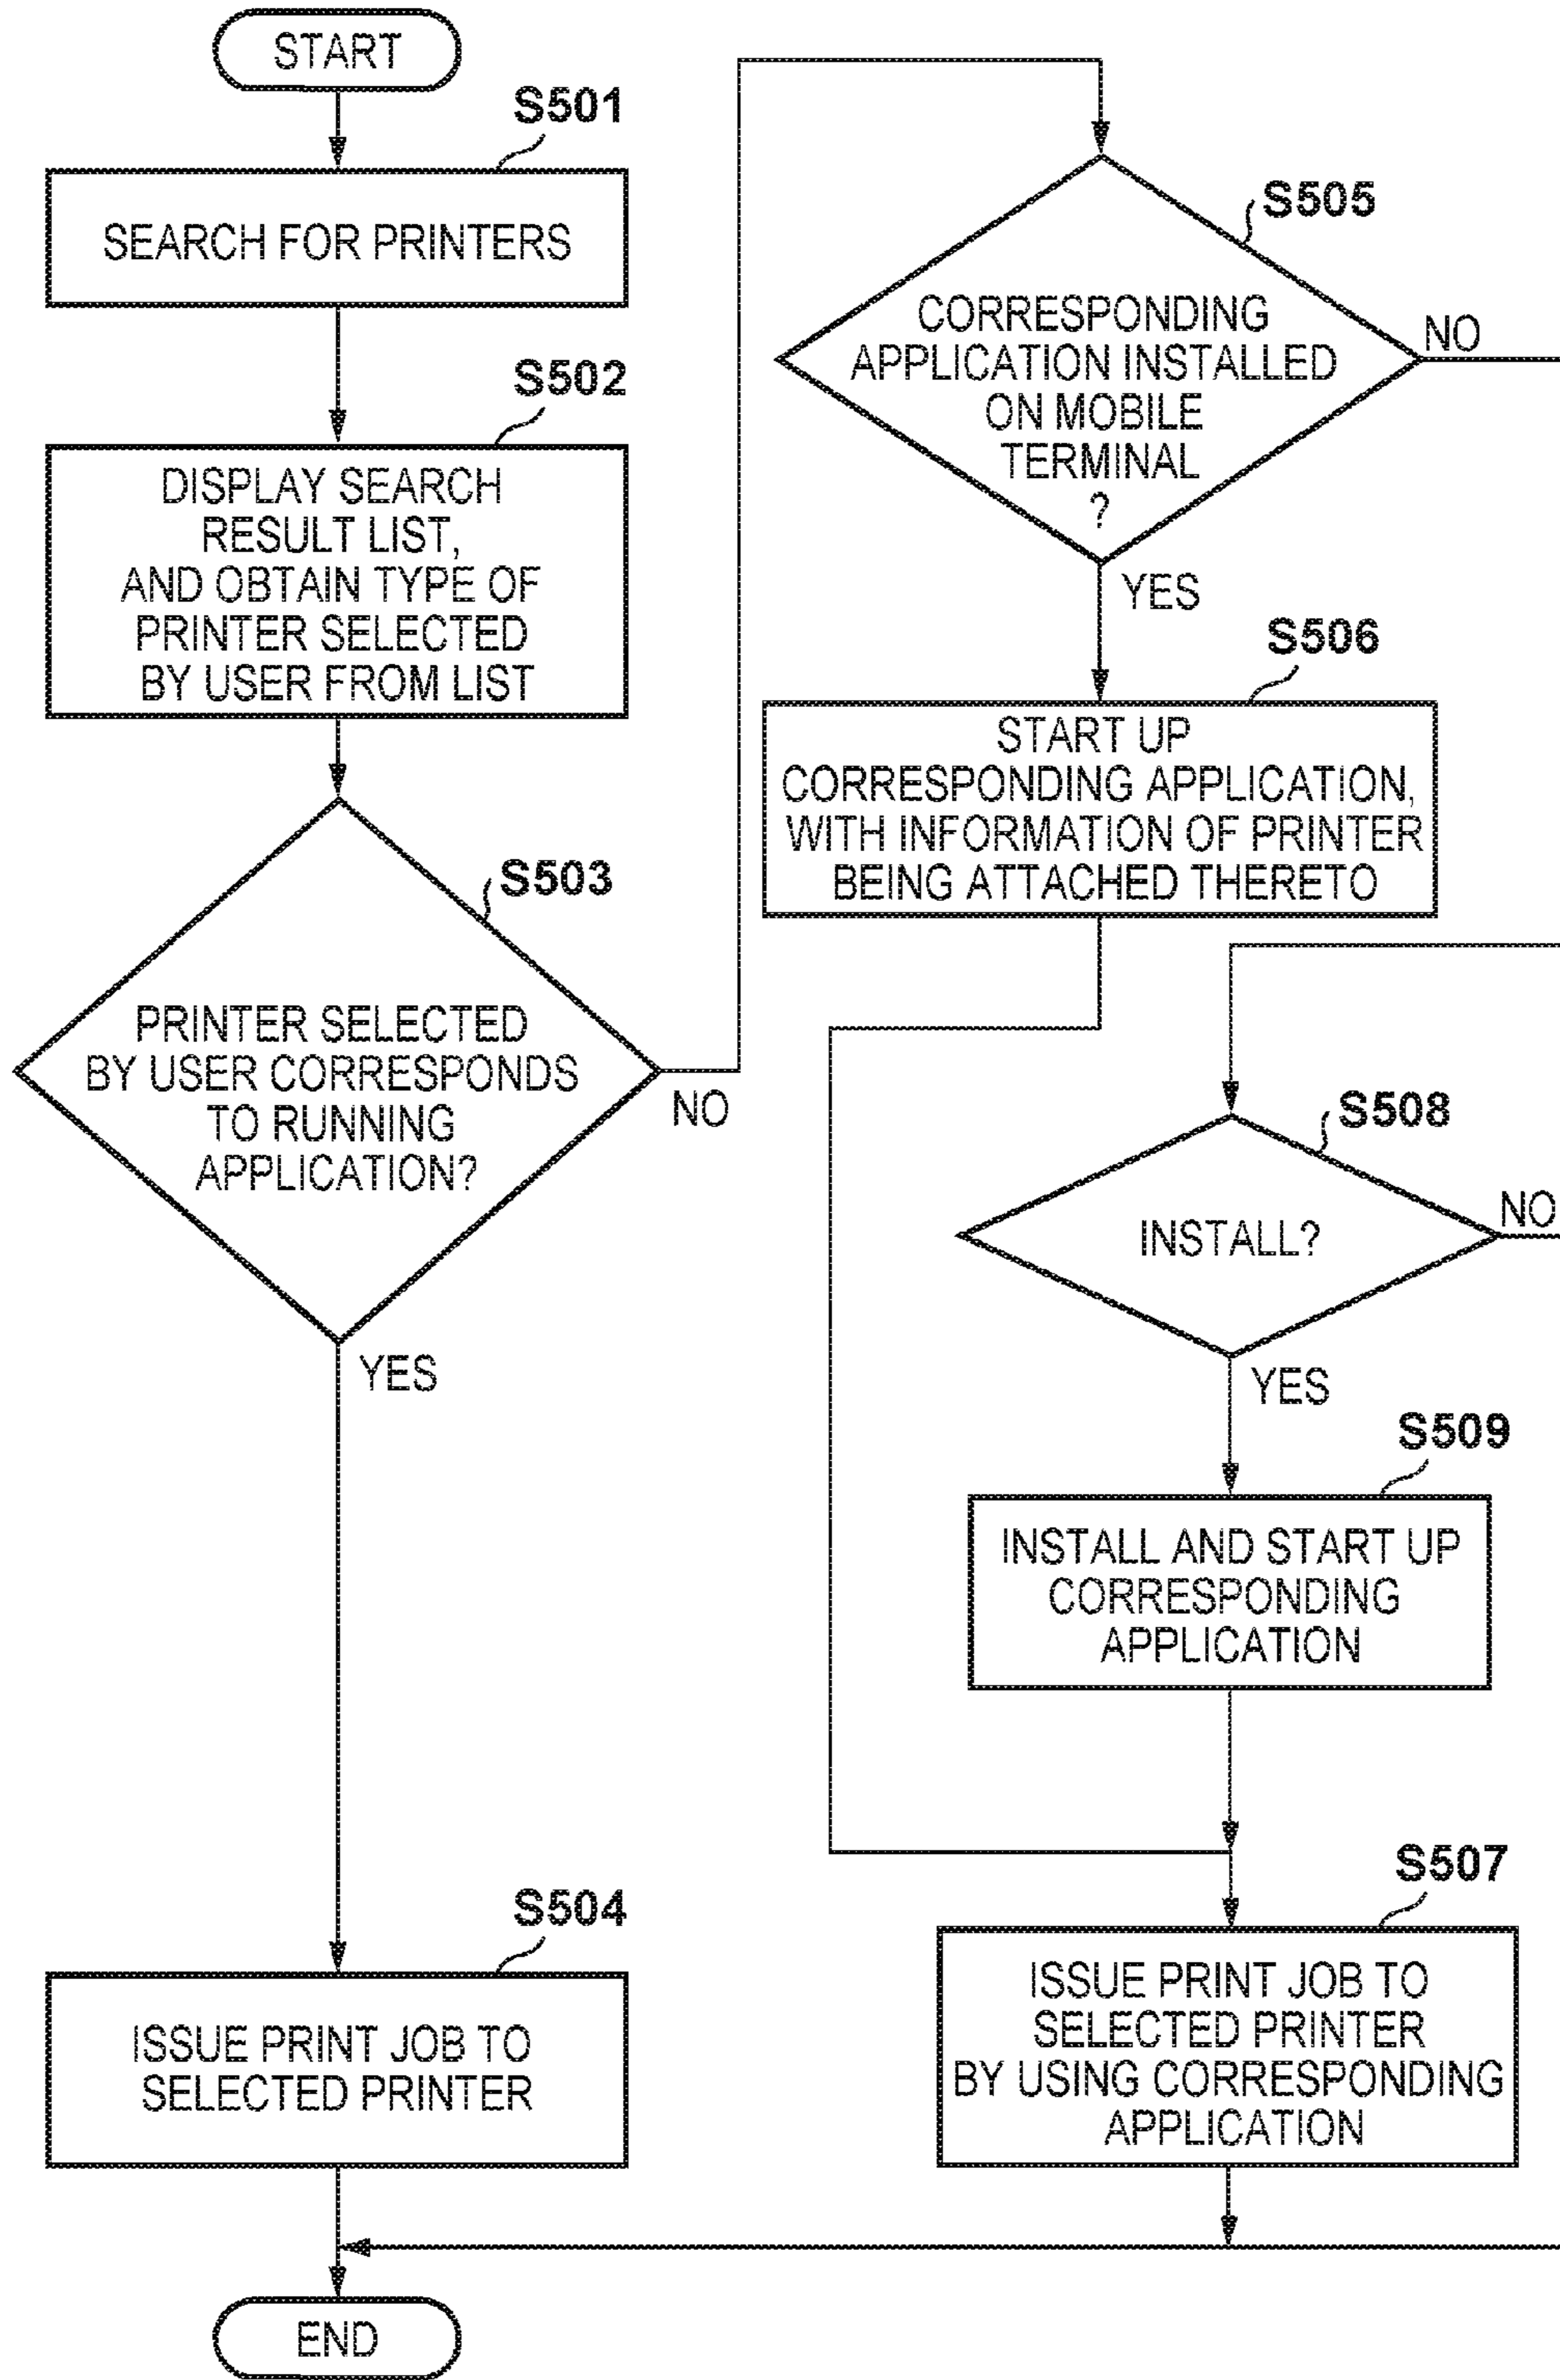 START
S501
SEARCH FOR PRINTERS
S502
DISPLAY SEARCH
RESULT LIST,
AND OBTAIN TYPE OF
PRINTER SELECTED
BY USER FROM LIST
S503
PRINTER SELECTED
BY USER CORRESPONDS
TO RUNNING
APPLICATION?
NO
YES
S504
ISSUE PRINT JOB TO
SELECTED PRINTER
END
S505
CORRESPONDING
APPLICATION INSTALLED
ON MOBILE
TERMINAL
?
NO
YES
S506
START UP
CORRESPONDING APPLICATION,
WITH INFORMATION OF PRINTER
BEING ATTACHED THERETO
S508
INSTALL?
NO
YES
S509
INSTALL AND START UP
CORRESPONDING
APPLICATION
S507
ISSUE PRINT JOB TO
SELECTED PRINTER
BY USING CORRESPONDING
APPLICATION